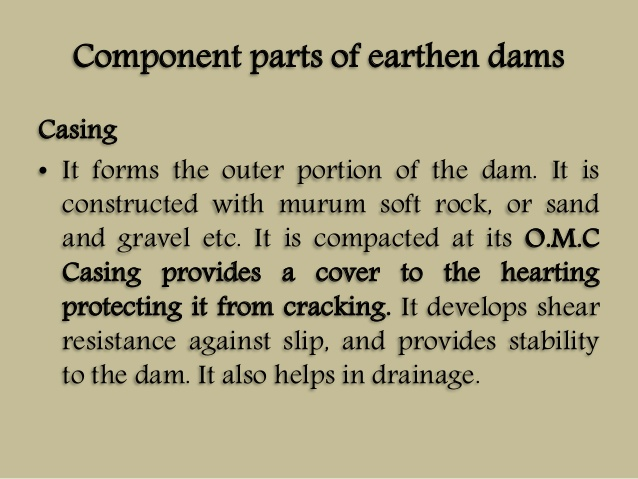 Component parts of earthen dams
Casing
• It forms the outer portion of the dam. It is
constructed with murum soft rock, or sand
and gravel etc. It is compacted at its O.M.C
Casing provides a cover to the hearting
protecting it from cracking. It develops shear
resistance against slip, and provides stability
to the dam. It also helps in drainage.